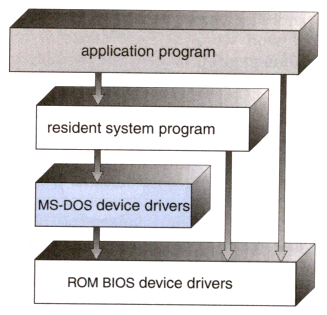 application program
resident system program
MS-DOS device drivers
ROM BIOS device drivers